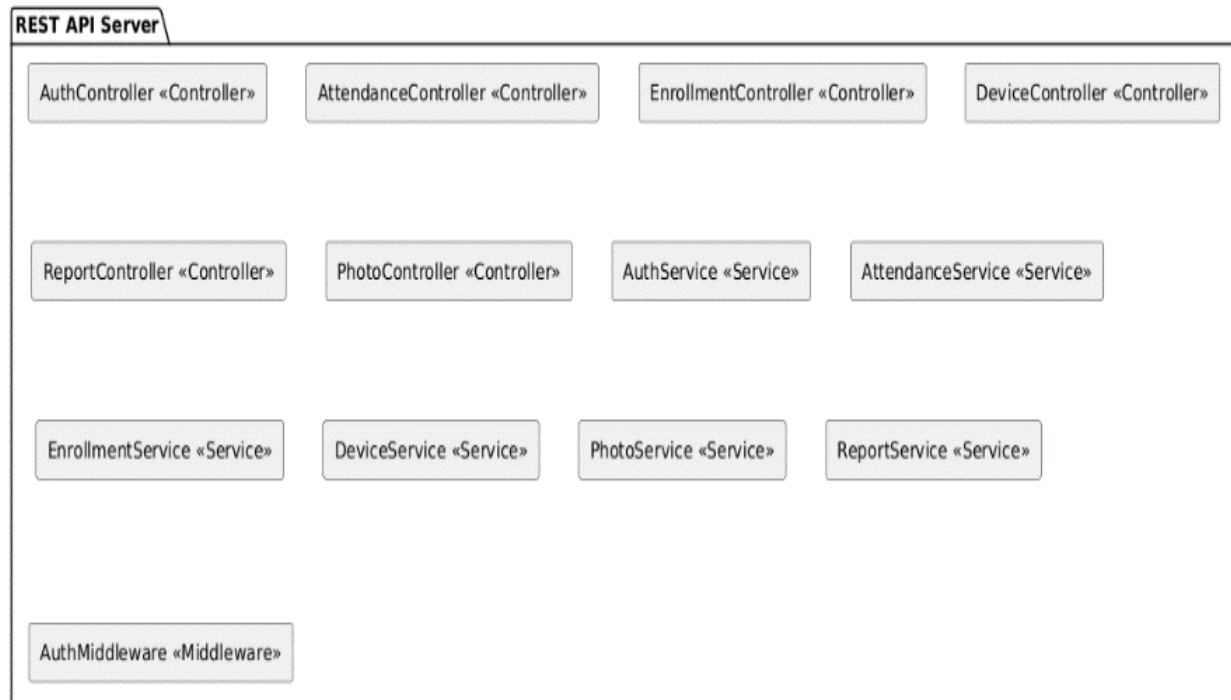 REST API Server
AuthController «Controller»
AttendanceController «Controller»
EnrollmentController «Controller»
DeviceController «Controller»
ReportController «Controller»
PhotoController «Controller»
AuthService «Service»
AttendanceService «Service»
EnrollmentService «Service»
DeviceService «Service»
PhotoService «Service»
ReportService «Service»
AuthMiddleware «Middleware»